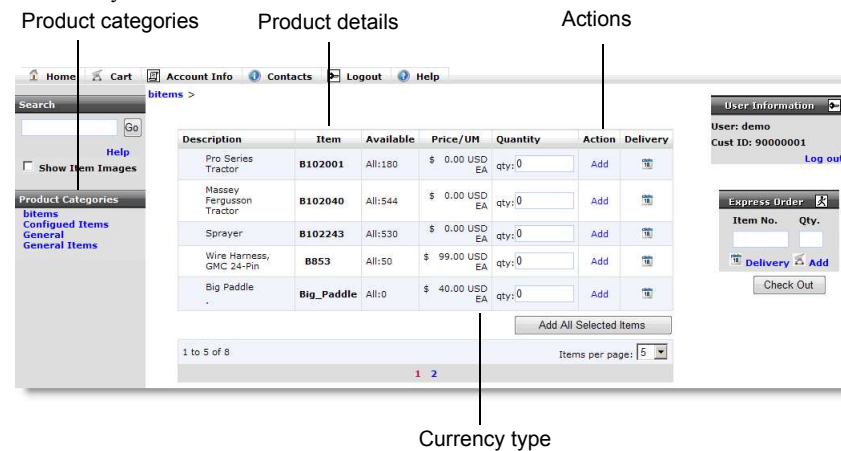 Product categories
Product details
Actions
Home Cart Account Info Contacts Logout Help
bitems >
Search
Go
Help
Show Item Images
Product Categories
bitems
Configued Items
General
General Items
Description Item Available Price/UM Quantity Action Delivery
Pro Series
Tractor
B102001 All:180 $ 0.00 USD
EA
qty: 0 Add
Massey
Fergusson
Tractor
B102040 All:544 $ 0.00 USD
EA
qty: 0 Add
Sprayer B102243 All:530 $ 0.00 USD
EA
qty: 0 Add
Wire Harness,
GMC 24-Pin
B853 All:50 $ 99.00 USD
EA
qty: 0 Add
Big Paddle
.
Big_Paddle All:0 $ 40.00 USD
EA
qty: 0 Add
Add All Selected Items
1 to 5 of 8 Items per page: 5
1 2
User Information
User: demo
Cust ID: 90000001
Log out
Express Order
Item No. Qty.
Delivery Add
Check Out
Currency type